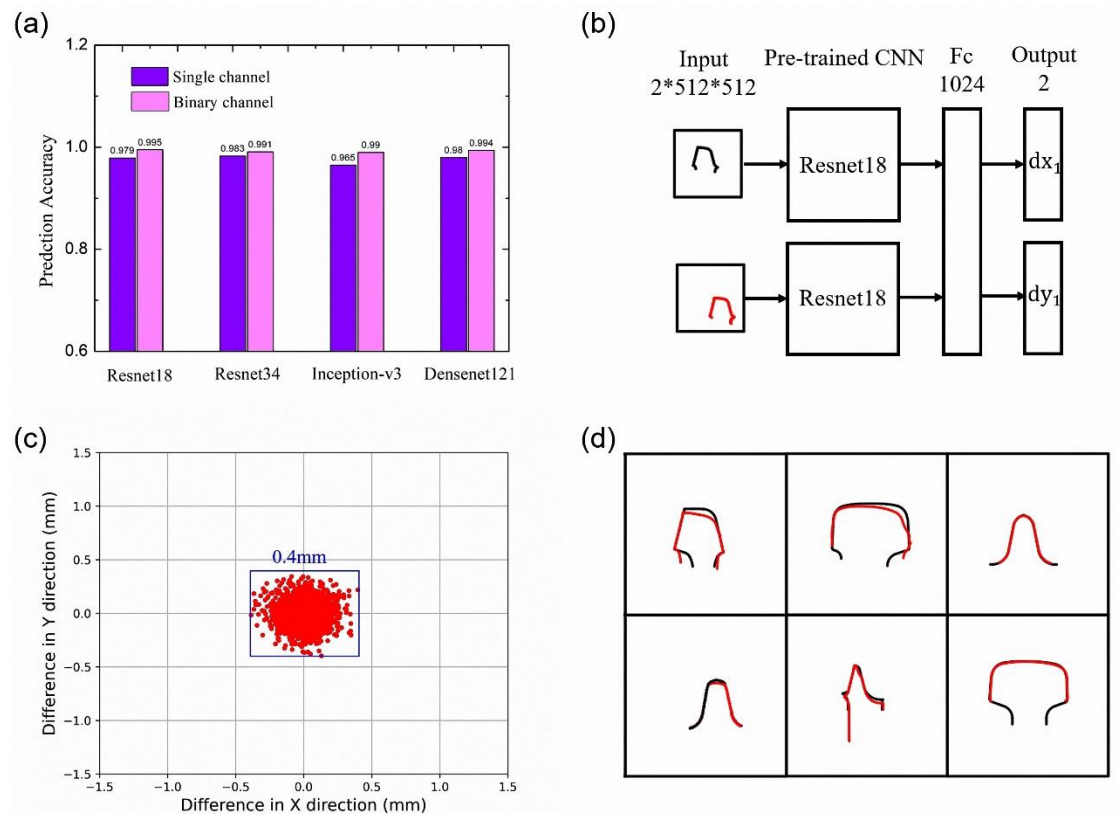 (a)
1.2
1.0
0.8
0.6
Predction Accuracy
Single channel
Binary channel
0.979
0.995
0.983
0.991
0.965
0.99
0.98
0.994
Resnet18
Resnet34
Inception-v3
Densenet121
(b)
Input
2*512*512
Pre-trained CNN
Fc
1024
Output
2
Resnet18
dx₁
Resnet18
dy₁
(c)
1.5
1.0
0.5
0.0
−0.5
−1.0
−1.5
Difference in Y direction (mm)
0.4mm
−1.5
−1.0
−0.5
0.0
0.5
1.0
1.5
Difference in X direction (mm)
(d)